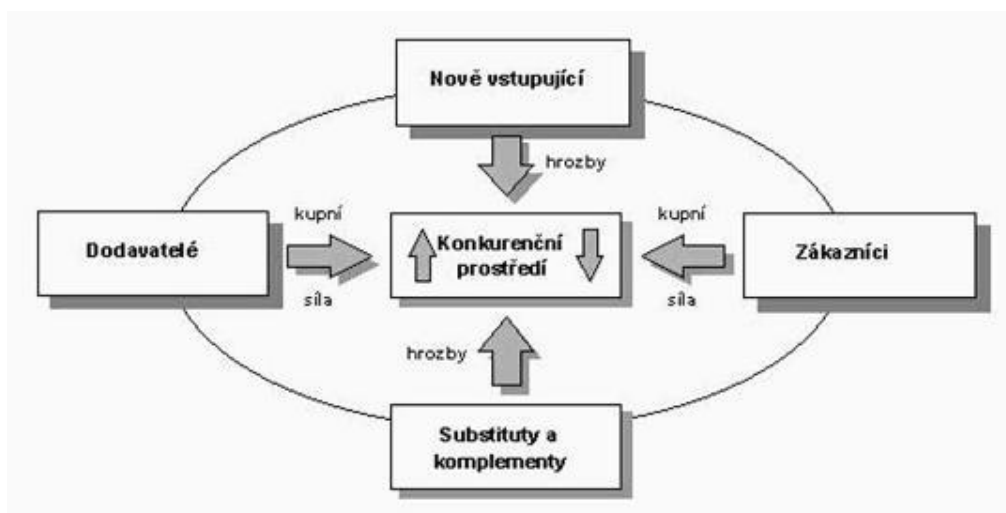 Nově vstupující
hrozby
kupní
Dodavatelé
síla
Konkurenční
prostředí
kupní
Zákazníci
síla
hrozby
Substituty a
komplementy